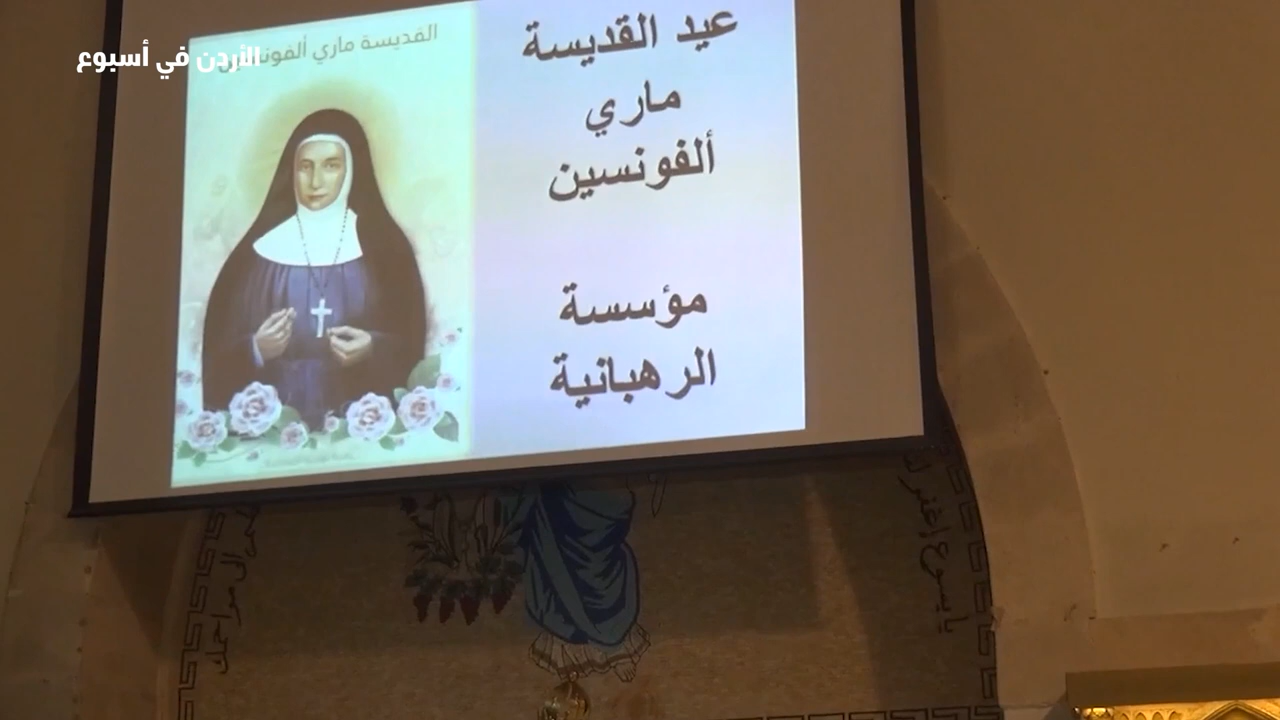 الأردن في أسبوع
القديسة ماري ألفونسين
عيد القديسة
ماري
ألفونسين
مؤسسة
الرهبانية